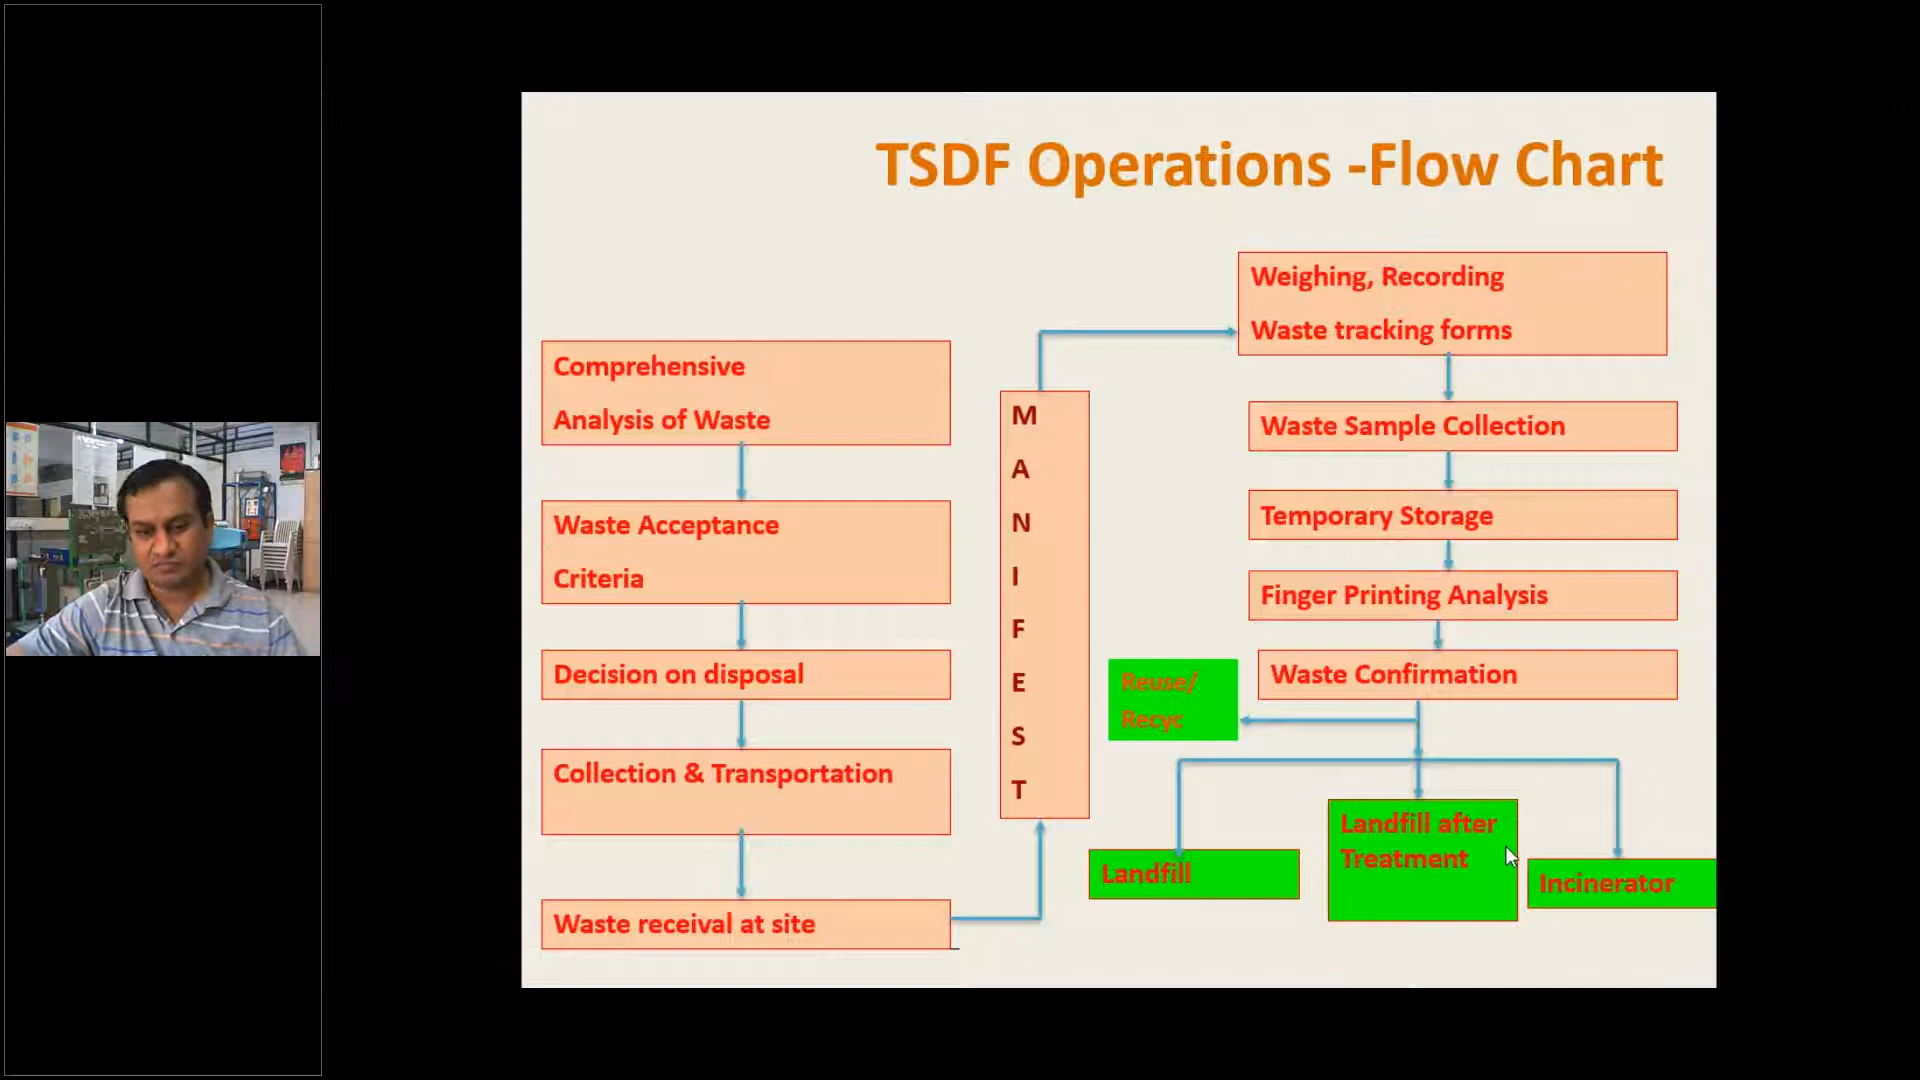 TSDF Operations -Flow Chart
Comprehensive
Analysis of Waste
Waste Acceptance
Criteria
Decision on disposal
Collection & Transportation
Waste receival at site
M
A
N
I
F
E
S
T
Weighing, Recording
Waste tracking forms
Waste Sample Collection
Temporary Storage
Finger Printing Analysis
Waste Confirmation
Reuse/
Recyc
Landfill
Landfill after
Treatment
Incinerator